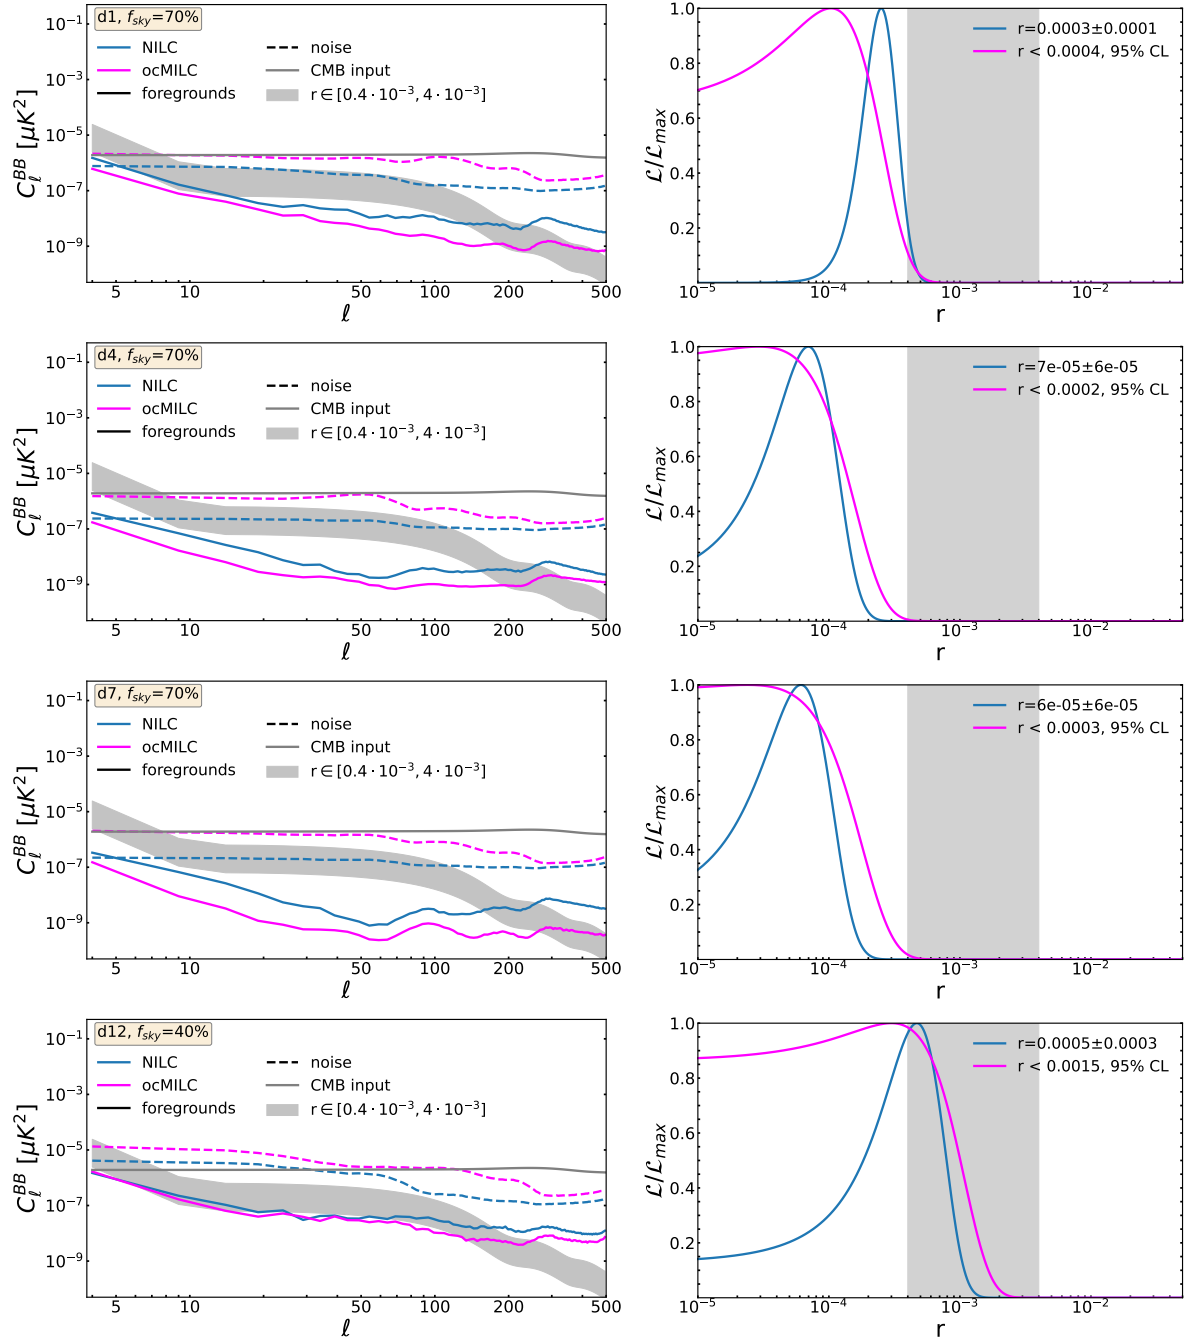 d1, f_sky=70%
NILC
ocMILC
foregrounds
noise
CMB input
r∈[0.4·10⁻³, 4·10⁻³]
C_ℓ^BB [μK²]
10⁻¹
10⁻³
10⁻⁵
10⁻⁷
10⁻⁹
5 10 20 50 100 200 500
ℓ
r=0.0003±0.0001
r < 0.0004, 95% CL
ℒ/ℒ_max
1.0
0.8
0.6
0.4
0.2
10⁻⁵ 10⁻⁴ 10⁻³ 10⁻²
r
d4, f_sky=70%
NILC
ocMILC
foregrounds
noise
CMB input
r∈[0.4·10⁻³, 4·10⁻³]
C_ℓ^BB [μK²]
10⁻¹
10⁻³
10⁻⁵
10⁻⁷
10⁻⁹
5 10 20 50 100 200 500
ℓ
r=7e-05±6e-05
r < 0.0002, 95% CL
ℒ/ℒ_max
1.0
0.8
0.6
0.4
0.2
10⁻⁵ 10⁻⁴ 10⁻³ 10⁻²
r
d7, f_sky=70%
NILC
ocMILC
foregrounds
noise
CMB input
r∈[0.4·10⁻³, 4·10⁻³]
C_ℓ^BB [μK²]
10⁻¹
10⁻³
10⁻⁵
10⁻⁷
10⁻⁹
5 10 20 50 100 200 500
ℓ
r=6e-05±6e-05
r < 0.0003, 95% CL
ℒ/ℒ_max
1.0
0.8
0.6
0.4
0.2
10⁻⁵ 10⁻⁴ 10⁻³ 10⁻²
r
d12, f_sky=40%
NILC
ocMILC
foregrounds
noise
CMB input
r∈[0.4·10⁻³, 4·10⁻³]
C_ℓ^BB [μK²]
10⁻¹
10⁻³
10⁻⁵
10⁻⁷
10⁻⁹
5 10 20 50 100 200 500
ℓ
r=0.0005±0.0003
r < 0.0015, 95% CL
ℒ/ℒ_max
1.0
0.8
0.6
0.4
0.2
10⁻⁵ 10⁻⁴ 10⁻³ 10⁻²
r